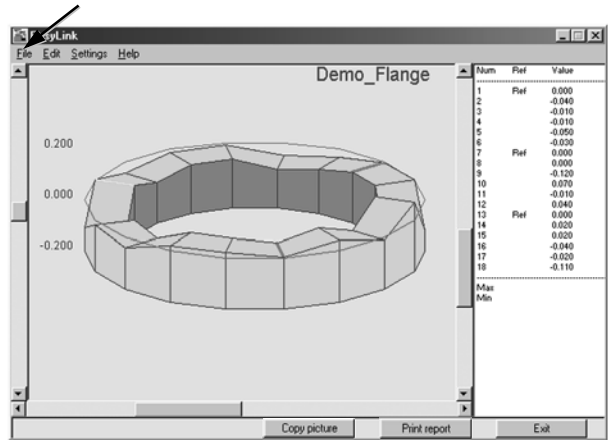 EasyLink
File Edit Settings Help
Demo_Flange
0.200
0.000
-0.200
Num Ref Value
1 Ref 0.000
2 -0.040
3 -0.010
4 -0.010
5 -0.050
6 -0.030
7 Ref 0.000
8 0.000
9 -0.120
10 0.070
11 -0.010
12 0.040
13 Ref 0.000
14 0.020
15 0.020
16 -0.040
17 -0.020
18 -0.110
Max
Min
Copy picture Print report Exit